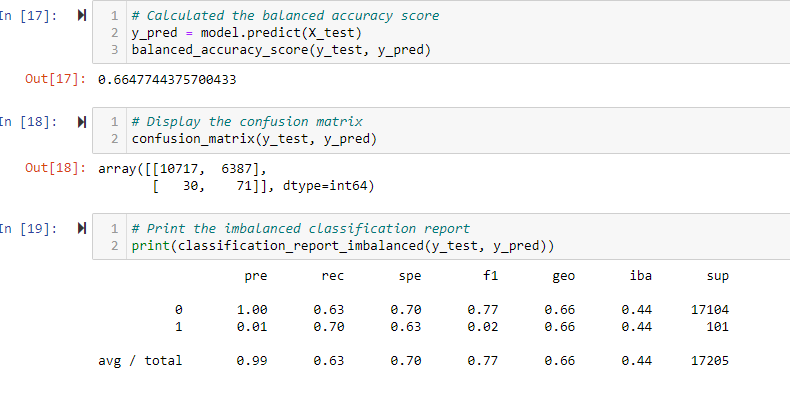 In [17]:
1 # Calculated the balanced accuracy score
2 y_pred = model.predict(X_test)
3 balanced_accuracy_score(y_test, y_pred)
Out[17]: 0.6647744375700433
In [18]:
1 # Display the confusion matrix
2 confusion_matrix(y_test, y_pred)
Out[18]: array([[10717, 6387],
[ 30, 71]], dtype=int64)
In [19]:
1 # Print the imbalanced classification report
2 print(classification_report_imbalanced(y_test, y_pred))
pre rec spe f1 geo iba sup
0 1.00 0.63 0.70 0.77 0.66 0.44 17104
1 0.01 0.70 0.63 0.02 0.66 0.44 101
avg / total 0.99 0.63 0.70 0.77 0.66 0.44 17205